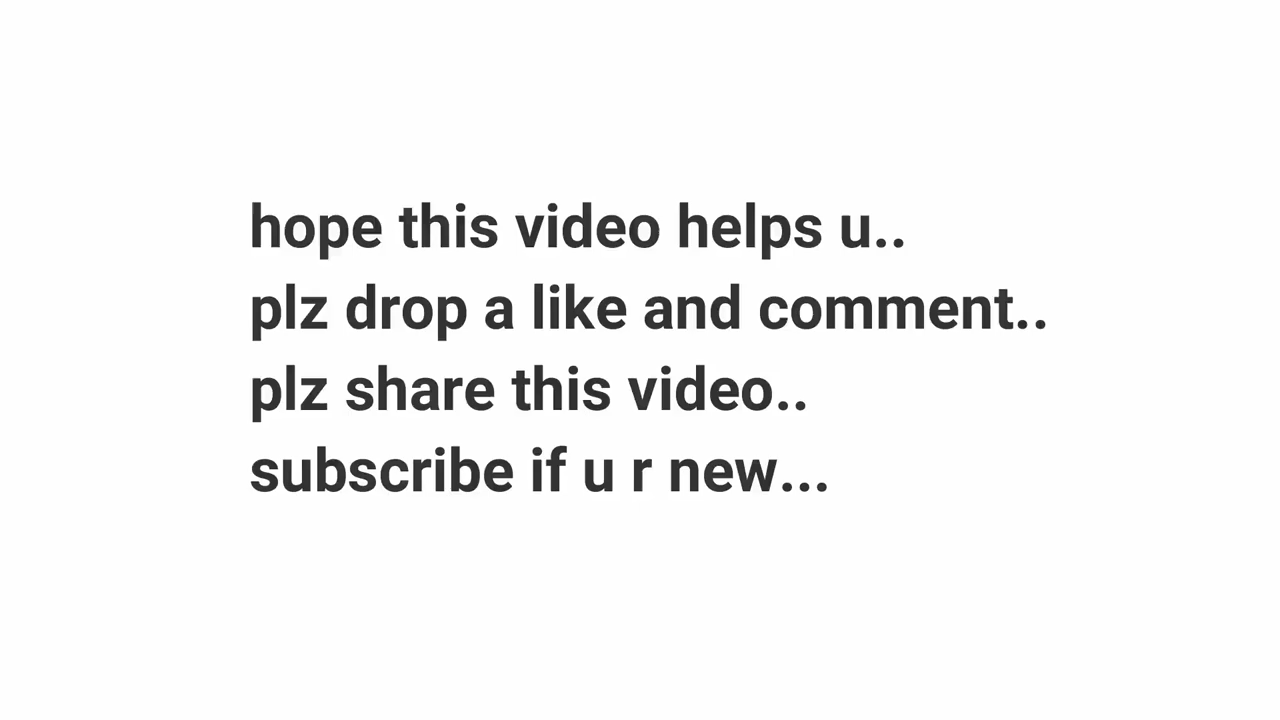 hope this video helps u..
plz drop a like and comment..
plz share this video..
subscribe if u r new...